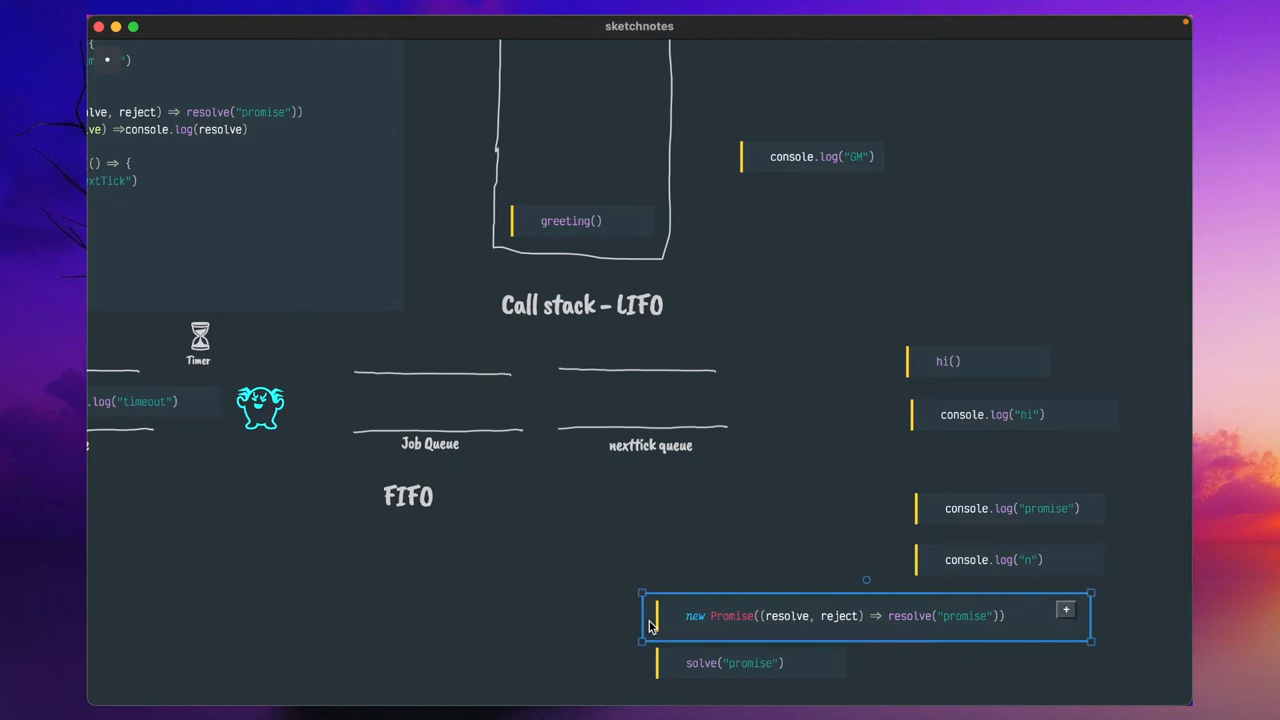 sketchnotes
{
")
lve, reject) => resolve("promise"))
ve) =>console.log(resolve)
() => {
extTick")
console.log("GM")
greeting()
Call stack - LIFO
Timer
hi()
.log("timeout")
console.log("hi")
Job Queue
nexttick queue
FIFO
console.log("promise")
console.log("n")
new Promise((resolve, reject) => resolve("promise"))
+
solve("promise")